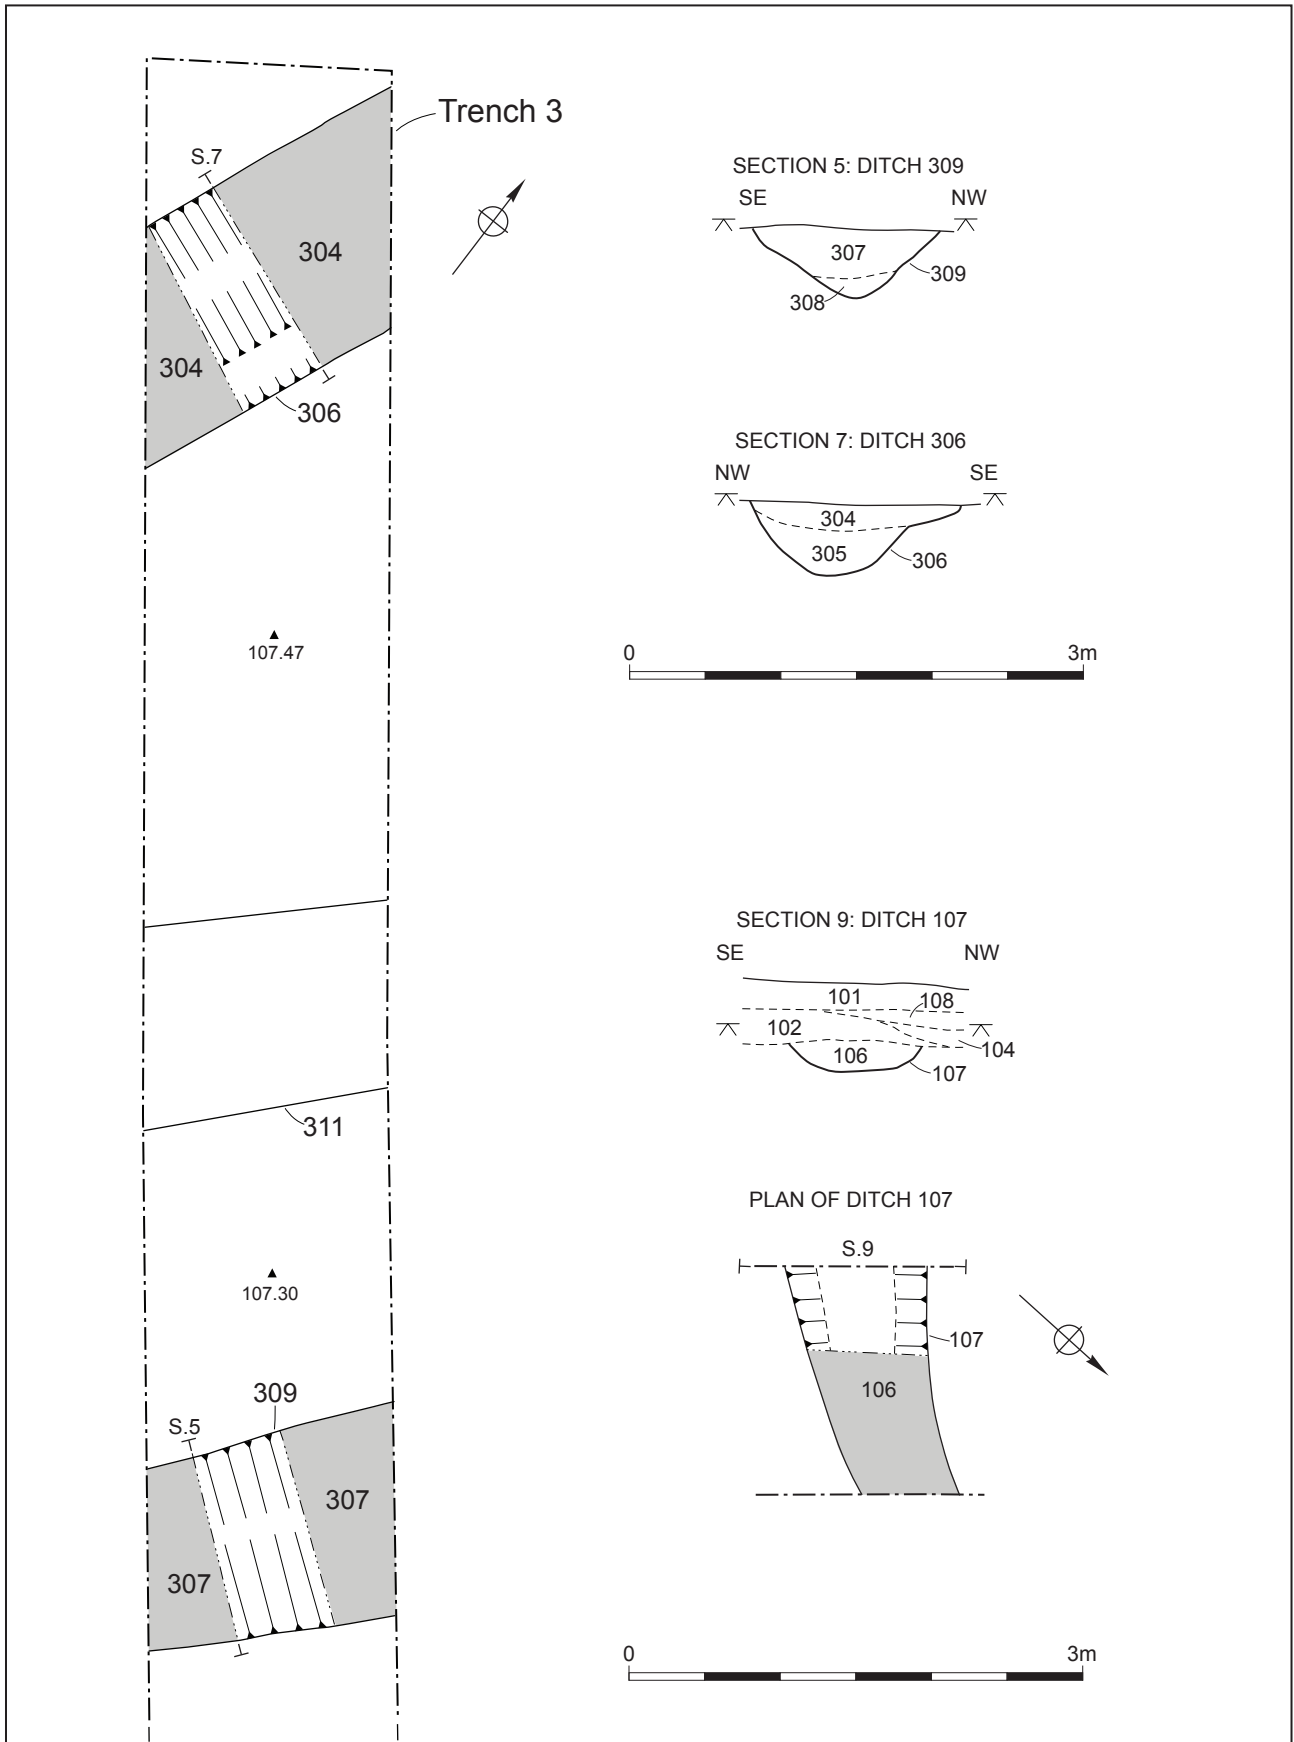 Trench 3
S.7
304
304
306
107.47
311
107.30
309
S.5
307
307
SECTION 5: DITCH 309
SE NW
307
309
308
SECTION 7: DITCH 306
NW SE
304
305
306
0 3m
SECTION 9: DITCH 107
SE NW
101
108
102
104
106
107
PLAN OF DITCH 107
S.9
107
106
0 3m